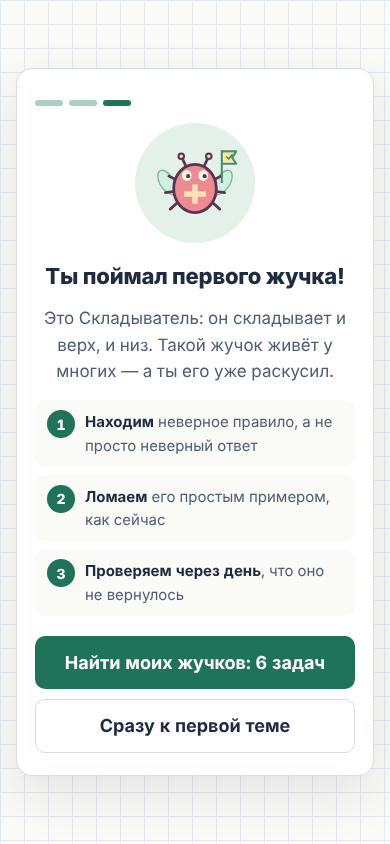 Ты поймал первого жучка!
Это Складыватель: он складывает и
верх, и низ. Такой жучок живёт у
многих — а ты его уже раскусил.
1 Находим неверное правило, а не
просто неверный ответ
2 Ломаем его простым примером,
как сейчас
3 Проверяем через день, что оно
не вернулось
Найти моих жучков: 6 задач
Сразу к первой теме